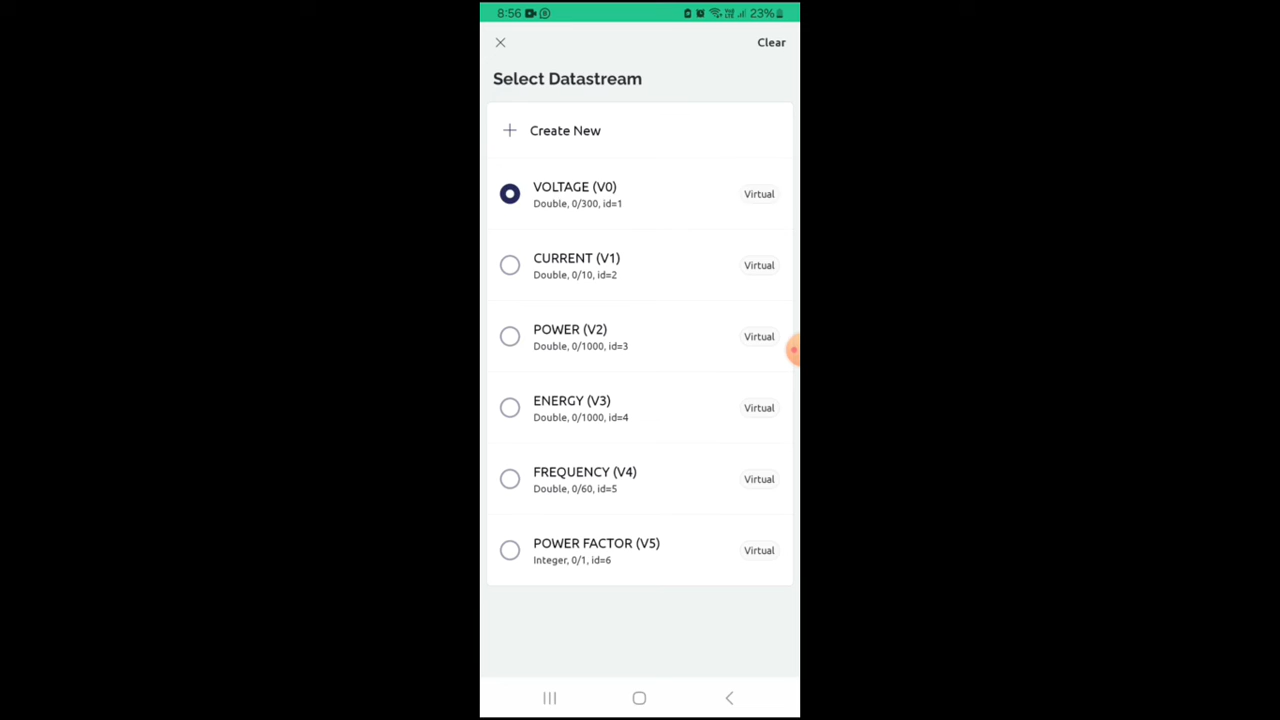 8:56 23%
Clear
Select Datastream
Create New
VOLTAGE (V0)
Double, 0/300, id=1
Virtual
CURRENT (V1)
Double, 0/10, id=2
Virtual
POWER (V2)
Double, 0/1000, id=3
Virtual
ENERGY (V3)
Double, 0/1000, id=4
Virtual
FREQUENCY (V4)
Double, 0/60, id=5
Virtual
POWER FACTOR (V5)
Integer, 0/1, id=6
Virtual